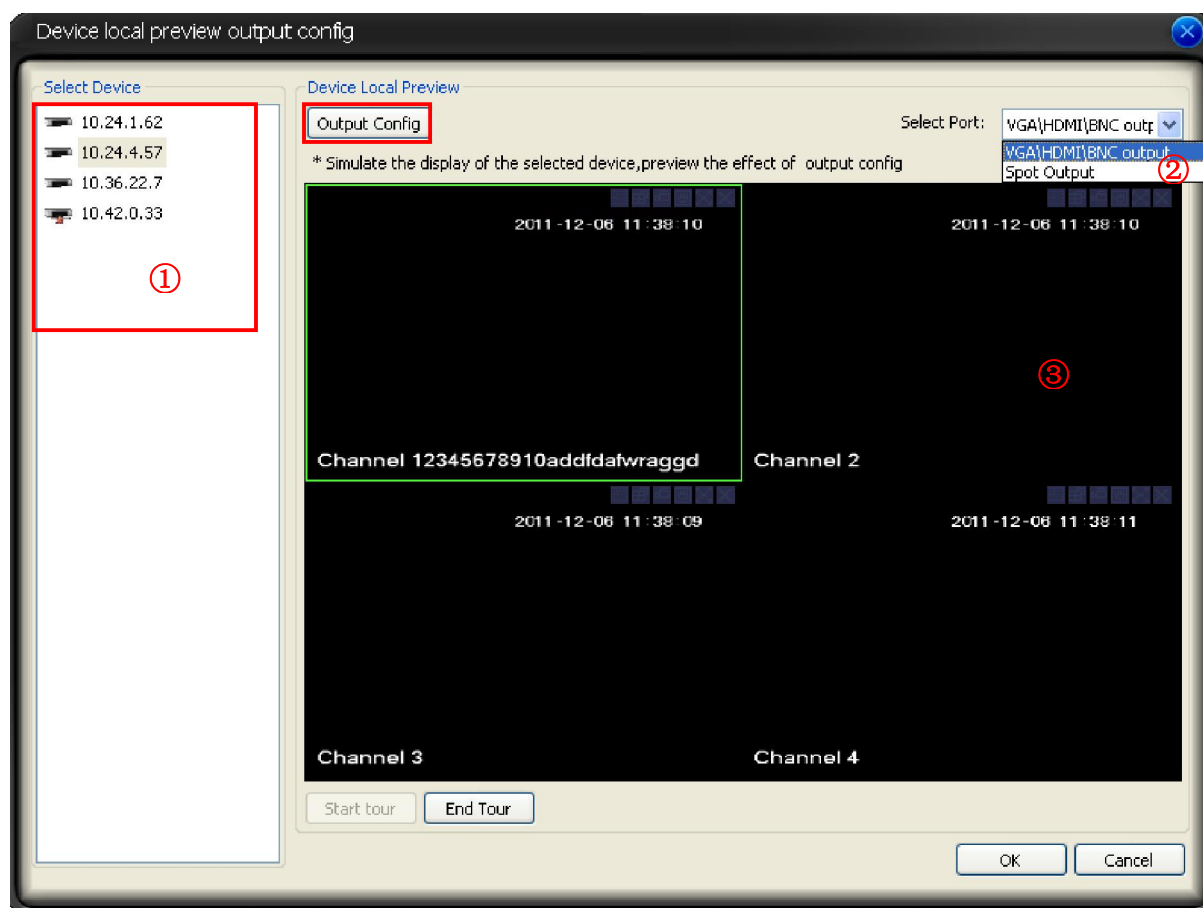 Device local preview output config
Select Device
10.24.1.62
10.24.4.57
10.36.22.7
10.42.0.33
①
Device Local Preview
Output Config
Select Port:
VGA\HDMI\BNC outp
VGA\HDMI\BNC output
Spot Output
②
* Simulate the display of the selected device,preview the effect of output config
2011-12-06 11:38:10
Channel 12345678910addfdafwraggd
2011-12-06 11:38:10
③
Channel 2
2011-12-06 11:38:09
Channel 3
2011-12-06 11:38:11
Channel 4
Start tour
End Tour
OK
Cancel